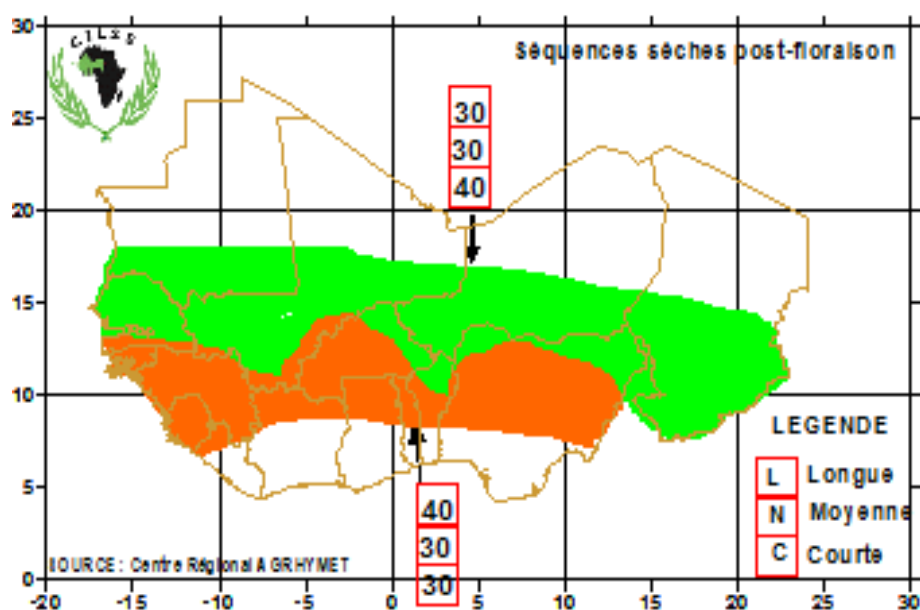 CILSS
Séquences sèches post-floraison
30
25
20
15
10
5
0
30
30
40
40
30
30
LEGENDE
L Longue
N Moyenne
C Courte
SOURCE : Centre Régional AGRHYMET
-20 -15 -10 -5 0 5 10 15 20 25 30